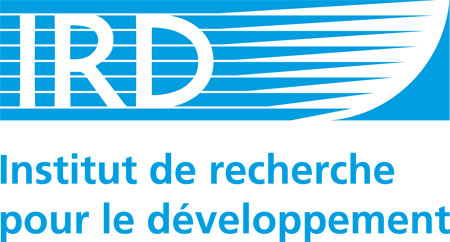 IRD
Institut de recherche
pour le développement